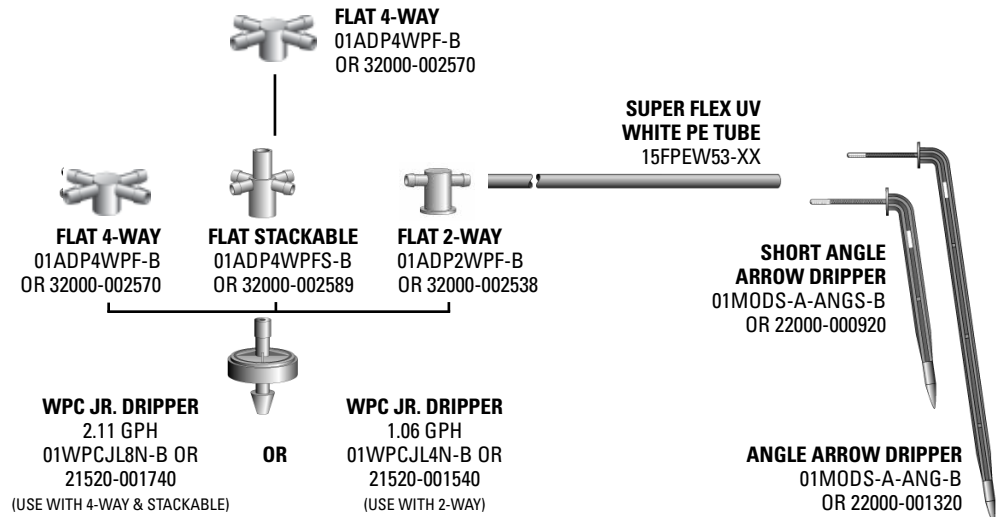 FLAT 4-WAY
01ADP4WPF-B
OR 32000-002570
SUPER FLEX UV
WHITE PE TUBE
15FPEW53-XX
FLAT 4-WAY
01ADP4WPF-B
OR 32000-002570
FLAT STACKABLE
01ADP4WPFS-B
OR 32000-002589
FLAT 2-WAY
01ADP2WPF-B
OR 32000-002538
SHORT ANGLE
ARROW DRIPPER
01MODS-A-ANGS-B
OR 22000-000920
WPC JR. DRIPPER
2.11 GPH
01WPCJL8N-B OR
21520-001740
(USE WITH 4-WAY & STACKABLE)
OR
WPC JR. DRIPPER
1.06 GPH
01WPCJL4N-B OR
21520-001540
(USE WITH 2-WAY)
ANGLE ARROW DRIPPER
01MODS-A-ANG-B
OR 22000-001320